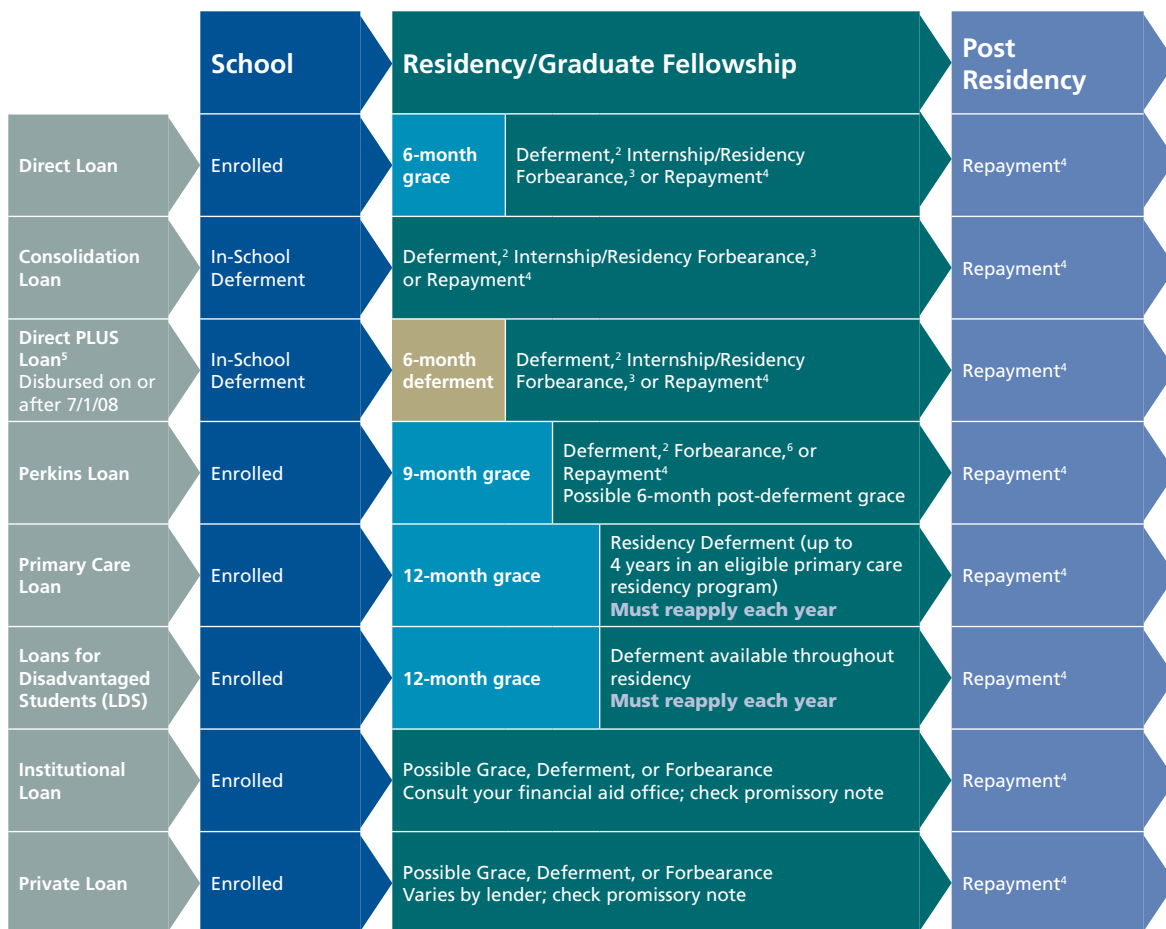 School
Residency/Graduate Fellowship
Post
Residency
Direct Loan
Enrolled
6-month
grace
Deferment,² Internship/Residency
Forbearance,³ or Repayment⁴
Repayment⁴
Consolidation
Loan
In-School
Deferment
Deferment,² Internship/Residency Forbearance,³
or Repayment⁴
Repayment⁴
Direct PLUS
Loan⁵
Disbursed on or
after 7/1/08
In-School
Deferment
6-month
deferment
Deferment,² Internship/Residency
Forbearance,³ or Repayment⁴
Repayment⁴
Perkins Loan
Enrolled
9-month grace
Deferment,² Forbearance,⁶ or
Repayment⁴
Possible 6-month post-deferment grace
Repayment⁴
Primary Care
Loan
Enrolled
12-month grace
Residency Deferment (up to
4 years in an eligible primary care
residency program)
Must reapply each year
Repayment⁴
Loans for
Disadvantaged
Students (LDS)
Enrolled
12-month grace
Deferment available throughout
residency
Must reapply each year
Repayment⁴
Institutional
Loan
Enrolled
Possible Grace, Deferment, or Forbearance
Consult your financial aid office; check promissory note
Repayment⁴
Private Loan
Enrolled
Possible Grace, Deferment, or Forbearance
Varies by lender; check promissory note
Repayment⁴